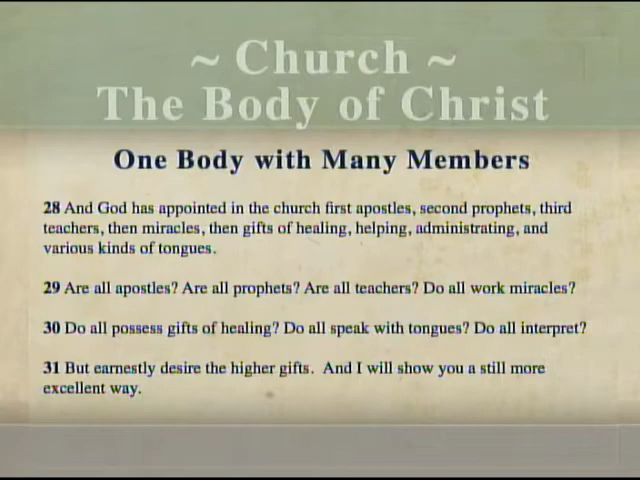 ~ Church ~
The Body of Christ
One Body with Many Members
28 And God has appointed in the church first apostles, second prophets, third
teachers, then miracles, then gifts of healing, helping, administrating, and
various kinds of tongues.
29 Are all apostles? Are all prophets? Are all teachers? Do all work miracles?
30 Do all possess gifts of healing? Do all speak with tongues? Do all interpret?
31 But earnestly desire the higher gifts.  And I will show you a still more
excellent way.